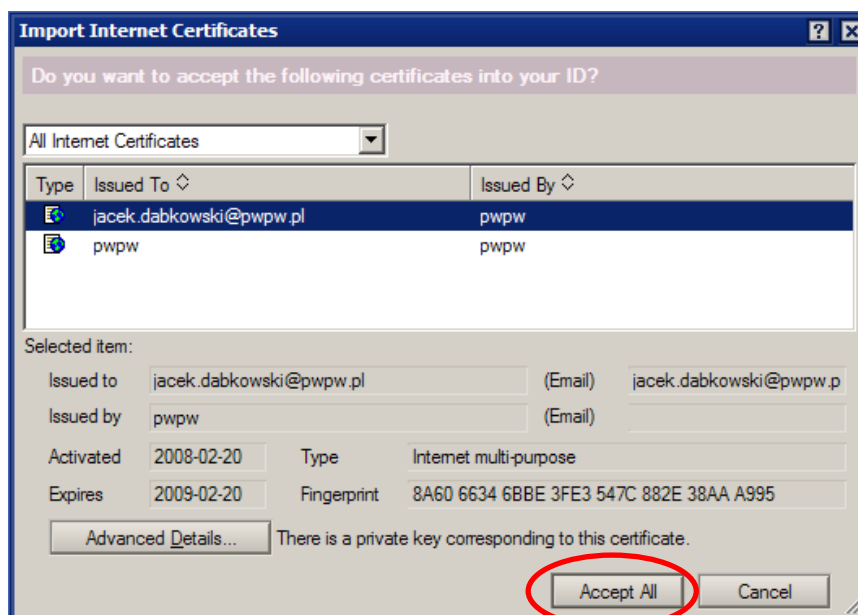 Import Internet Certificates
Do you want to accept the following certificates into your ID?
All Internet Certificates
Type Issued To Issued By
jacek.dabkowski@pwpw.pl pwpw
pwpw pwpw
Selected item:
Issued to jacek.dabkowski@pwpw.pl (Email) jacek.dabkowski@pwpw.p
Issued by pwpw (Email)
Activated 2008-02-20 Type Internet multi-purpose
Expires 2009-02-20 Fingerprint 8A60 6634 6BBE 3FE3 547C 882E 38AA A995
Advanced Details... There is a private key corresponding to this certificate.
Accept All Cancel